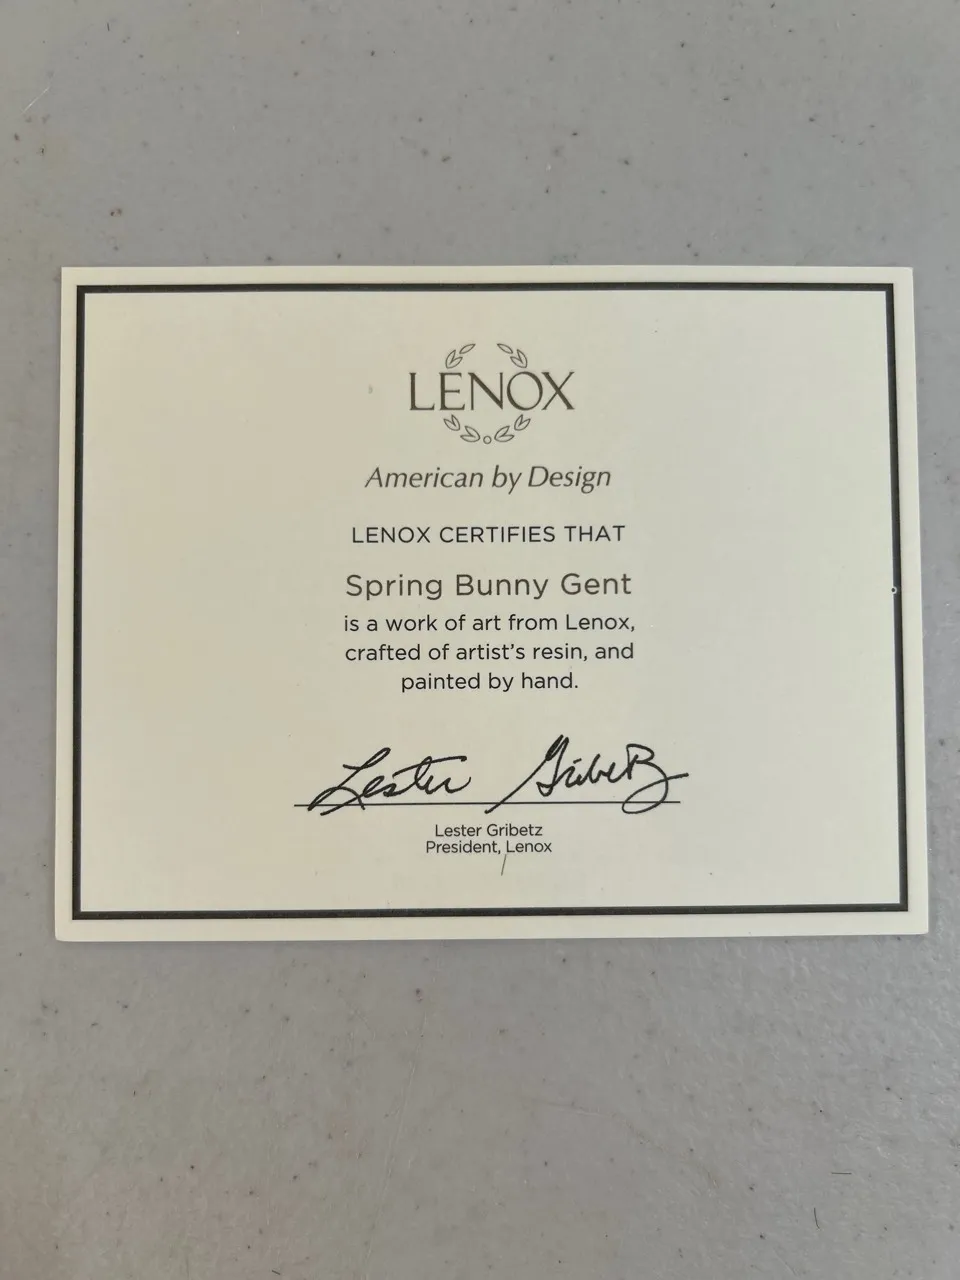 LENOX
American by Design
LENOX CERTIFIES THAT
Spring Bunny Gent
is a work of art from Lenox,
crafted of artist's resin, and
painted by hand.
Lester Gribetz
Lester Gribetz
President, Lenox